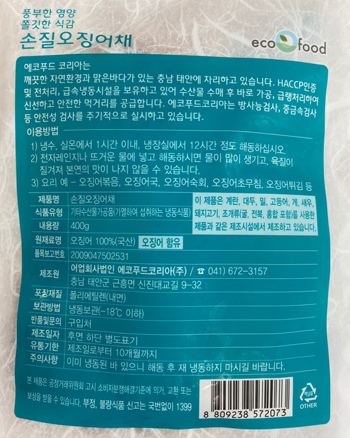 풍부한 영양
쫄깃한 식감
손질오징어채
eco food
에코푸드 코리아는
깨끗한 자연환경과 맑은바다가 있는 충남 태안에 자리하고 있습니다. HACCP인증
및 전처리, 급속냉동시설을 보유하고 있어 수산물 수매 후 바로 가공, 급랭처리하여
신선하고 안전한 먹거리를 공급합니다. 에코푸드코리아는 방사능검사, 중금속검사
등 안전성 검사를 주기적으로 실시하고 있습니다.
이용방법
1) 냉수, 실온에서 1시간 이내, 냉장실에서 12시간 정도 해동하십시오.
2) 전자레인지나 뜨거운 물에 넣고 해동하시면 물이 많이 생기고, 육질이
질겨져 본연의 맛이 나지 않을 수 있습니다.
3) 요리 예 – 오징어볶음, 오징어국, 오징어숙회, 오징어초무침, 오징어튀김 등
제품명 손질오징어채
식품유형 기타수산물가공품(가열하여 섭취하는 냉동식품)
내용량 400g
이 제품은 계란, 대두, 밀, 고등어, 게, 새우,
돼지고기, 조개류(굴, 전복, 홍합 포함)를 사용한
제품과 같은 제조시설에서 제조하고 있습니다.
원재료명 오징어 100%(국산) 오징어 함유
품목보고번호 2009047502531
제조원 어업회사법인 에코푸드코리아(주) / ☎ 041) 672-3157
충남 태안군 근흥면 신진대교길 9-32
포장재질 폴리에틸렌(내면)
보관방법 냉동보관(-18℃ 이하)
반품및문의 구입처
제조일자 후면 하단 별도표기
유통기한 제조일로부터 10개월까지
주의사항 이미 냉동된 바 있으니 해동 후 재 냉동하지 마시길 바랍니다.
본 제품은 공정거래위원회 고시 소비자분쟁해결기준에 의거, 교환 또는
보상을 받을 수 있습니다. 부정, 불량식품 신고는 국번없이 1399
8 809238 572073
OTHER